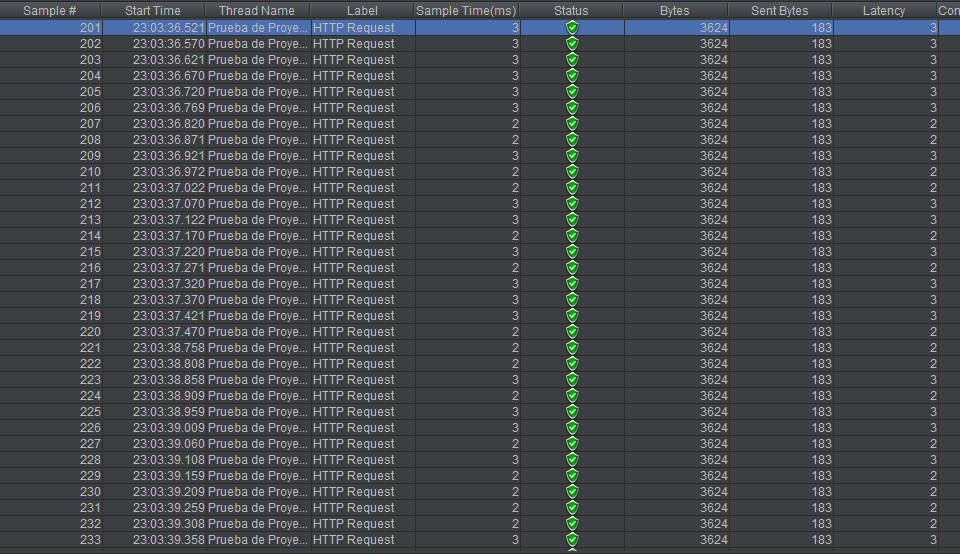 Sample # Start Time Thread Name Label Sample Time(ms) Status Bytes Sent Bytes Latency Con
201 23:03:36.521 Prueba de Proye... HTTP Request 3 3624 183 3
202 23:03:36.570 Prueba de Proye... HTTP Request 3 3624 183 3
203 23:03:36.621 Prueba de Proye... HTTP Request 3 3624 183 3
204 23:03:36.670 Prueba de Proye... HTTP Request 3 3624 183 3
205 23:03:36.720 Prueba de Proye... HTTP Request 3 3624 183 3
206 23:03:36.769 Prueba de Proye... HTTP Request 3 3624 183 3
207 23:03:36.820 Prueba de Proye... HTTP Request 2 3624 183 2
208 23:03:36.871 Prueba de Proye... HTTP Request 2 3624 183 2
209 23:03:36.921 Prueba de Proye... HTTP Request 3 3624 183 3
210 23:03:36.972 Prueba de Proye... HTTP Request 2 3624 183 2
211 23:03:37.022 Prueba de Proye... HTTP Request 2 3624 183 2
212 23:03:37.070 Prueba de Proye... HTTP Request 3 3624 183 3
213 23:03:37.122 Prueba de Proye... HTTP Request 3 3624 183 3
214 23:03:37.170 Prueba de Proye... HTTP Request 2 3624 183 2
215 23:03:37.220 Prueba de Proye... HTTP Request 3 3624 183 3
216 23:03:37.271 Prueba de Proye... HTTP Request 2 3624 183 2
217 23:03:37.320 Prueba de Proye... HTTP Request 3 3624 183 3
218 23:03:37.370 Prueba de Proye... HTTP Request 3 3624 183 3
219 23:03:37.421 Prueba de Proye... HTTP Request 3 3624 183 3
220 23:03:37.470 Prueba de Proye... HTTP Request 2 3624 183 2
221 23:03:38.758 Prueba de Proye... HTTP Request 2 3624 183 2
222 23:03:38.808 Prueba de Proye... HTTP Request 2 3624 183 2
223 23:03:38.858 Prueba de Proye... HTTP Request 3 3624 183 3
224 23:03:38.909 Prueba de Proye... HTTP Request 2 3624 183 2
225 23:03:38.959 Prueba de Proye... HTTP Request 3 3624 183 3
226 23:03:39.009 Prueba de Proye... HTTP Request 3 3624 183 3
227 23:03:39.060 Prueba de Proye... HTTP Request 2 3624 183 2
228 23:03:39.108 Prueba de Proye... HTTP Request 3 3624 183 3
229 23:03:39.159 Prueba de Proye... HTTP Request 2 3624 183 2
230 23:03:39.209 Prueba de Proye... HTTP Request 2 3624 183 2
231 23:03:39.259 Prueba de Proye... HTTP Request 2 3624 183 2
232 23:03:39.308 Prueba de Proye... HTTP Request 2 3624 183 2
233 23:03:39.358 Prueba de Proye... HTTP Request 3 3624 183 3